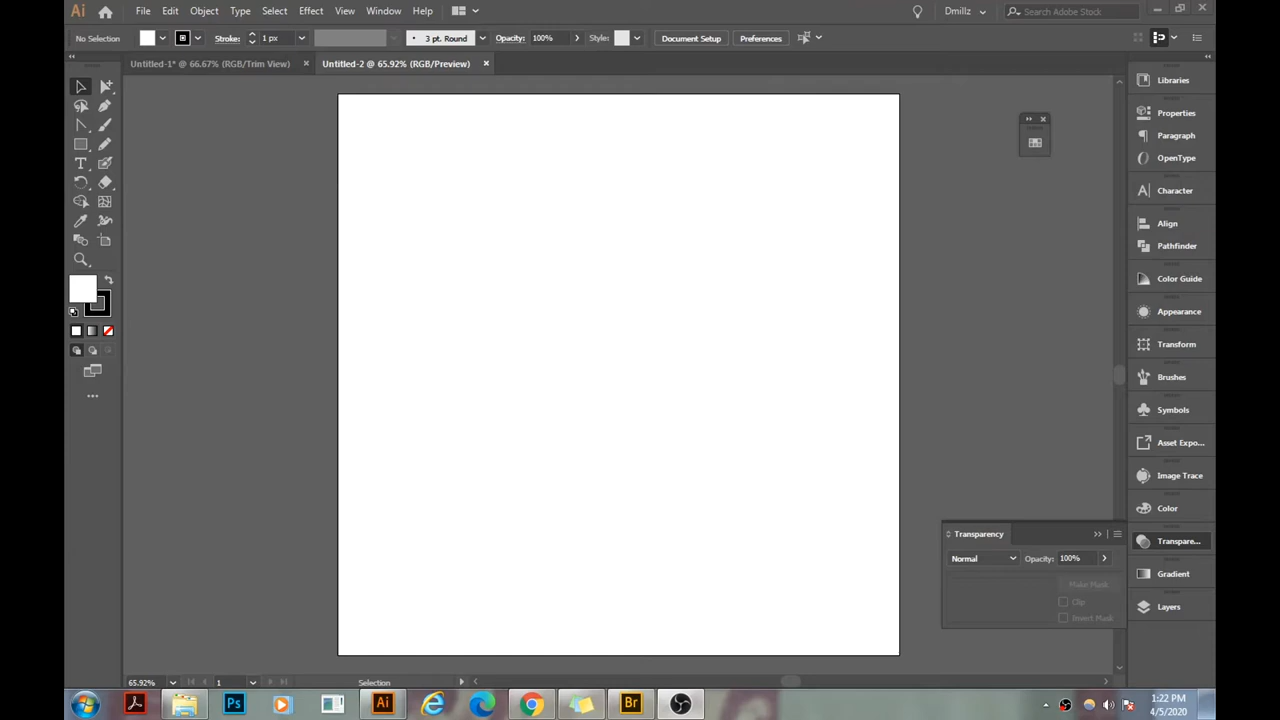 Ai File Edit Object Type Select Effect View Window Help Dmillz Search Adobe Stock
No Selection Stroke: 1 px 3 pt. Round Opacity: 100% Style: Document Setup Preferences
Untitled-1* @ 66.67% (RGB/Trim View) Untitled-2 @ 65.92% (RGB/Preview)
Libraries
Properties
Paragraph
OpenType
Character
Align
Pathfinder
Color Guide
Appearance
Transform
Brushes
Symbols
Asset Expo...
Image Trace
Color
Transpare...
Gradient
Layers
Transparency
Normal Opacity: 100%
Make Mask
Clip
Invert Mask
65.92% 1 Selection
Ps Ai Br
1:22 PM
4/5/2020